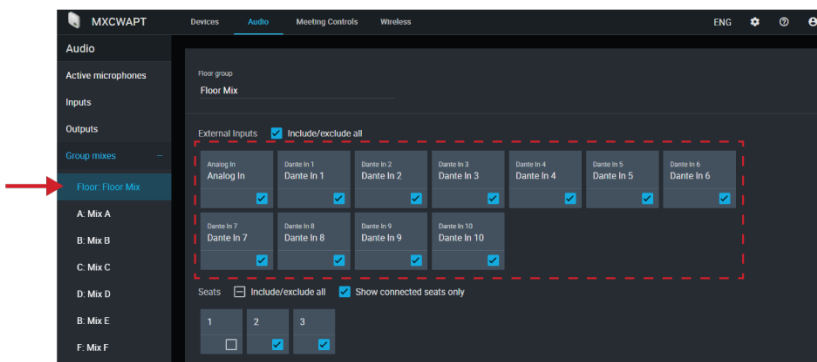 MXCWAPT
Devices Audio Meeting Controls Wireless ENG
Audio
Active microphones
Inputs
Outputs
Group mixes
Floor: Floor Mix
A: Mix A
B: Mix B
C: Mix C
D: Mix D
B: Mix E
F: Mix F
Floor group
Floor Mix
External Inputs Include/exclude all
Analog In Dante In 1 Dante In 2 Dante In 3 Dante In 4 Dante In 5 Dante In 6
Analog In Dante In 1 Dante In 2 Dante In 3 Dante In 4 Dante In 5 Dante In 6
Dante In 7 Dante In 8 Dante In 9 Dante In 10
Dante In 7 Dante In 8 Dante In 9 Dante In 10
Seats Include/exclude all Show connected seats only
1 2 3